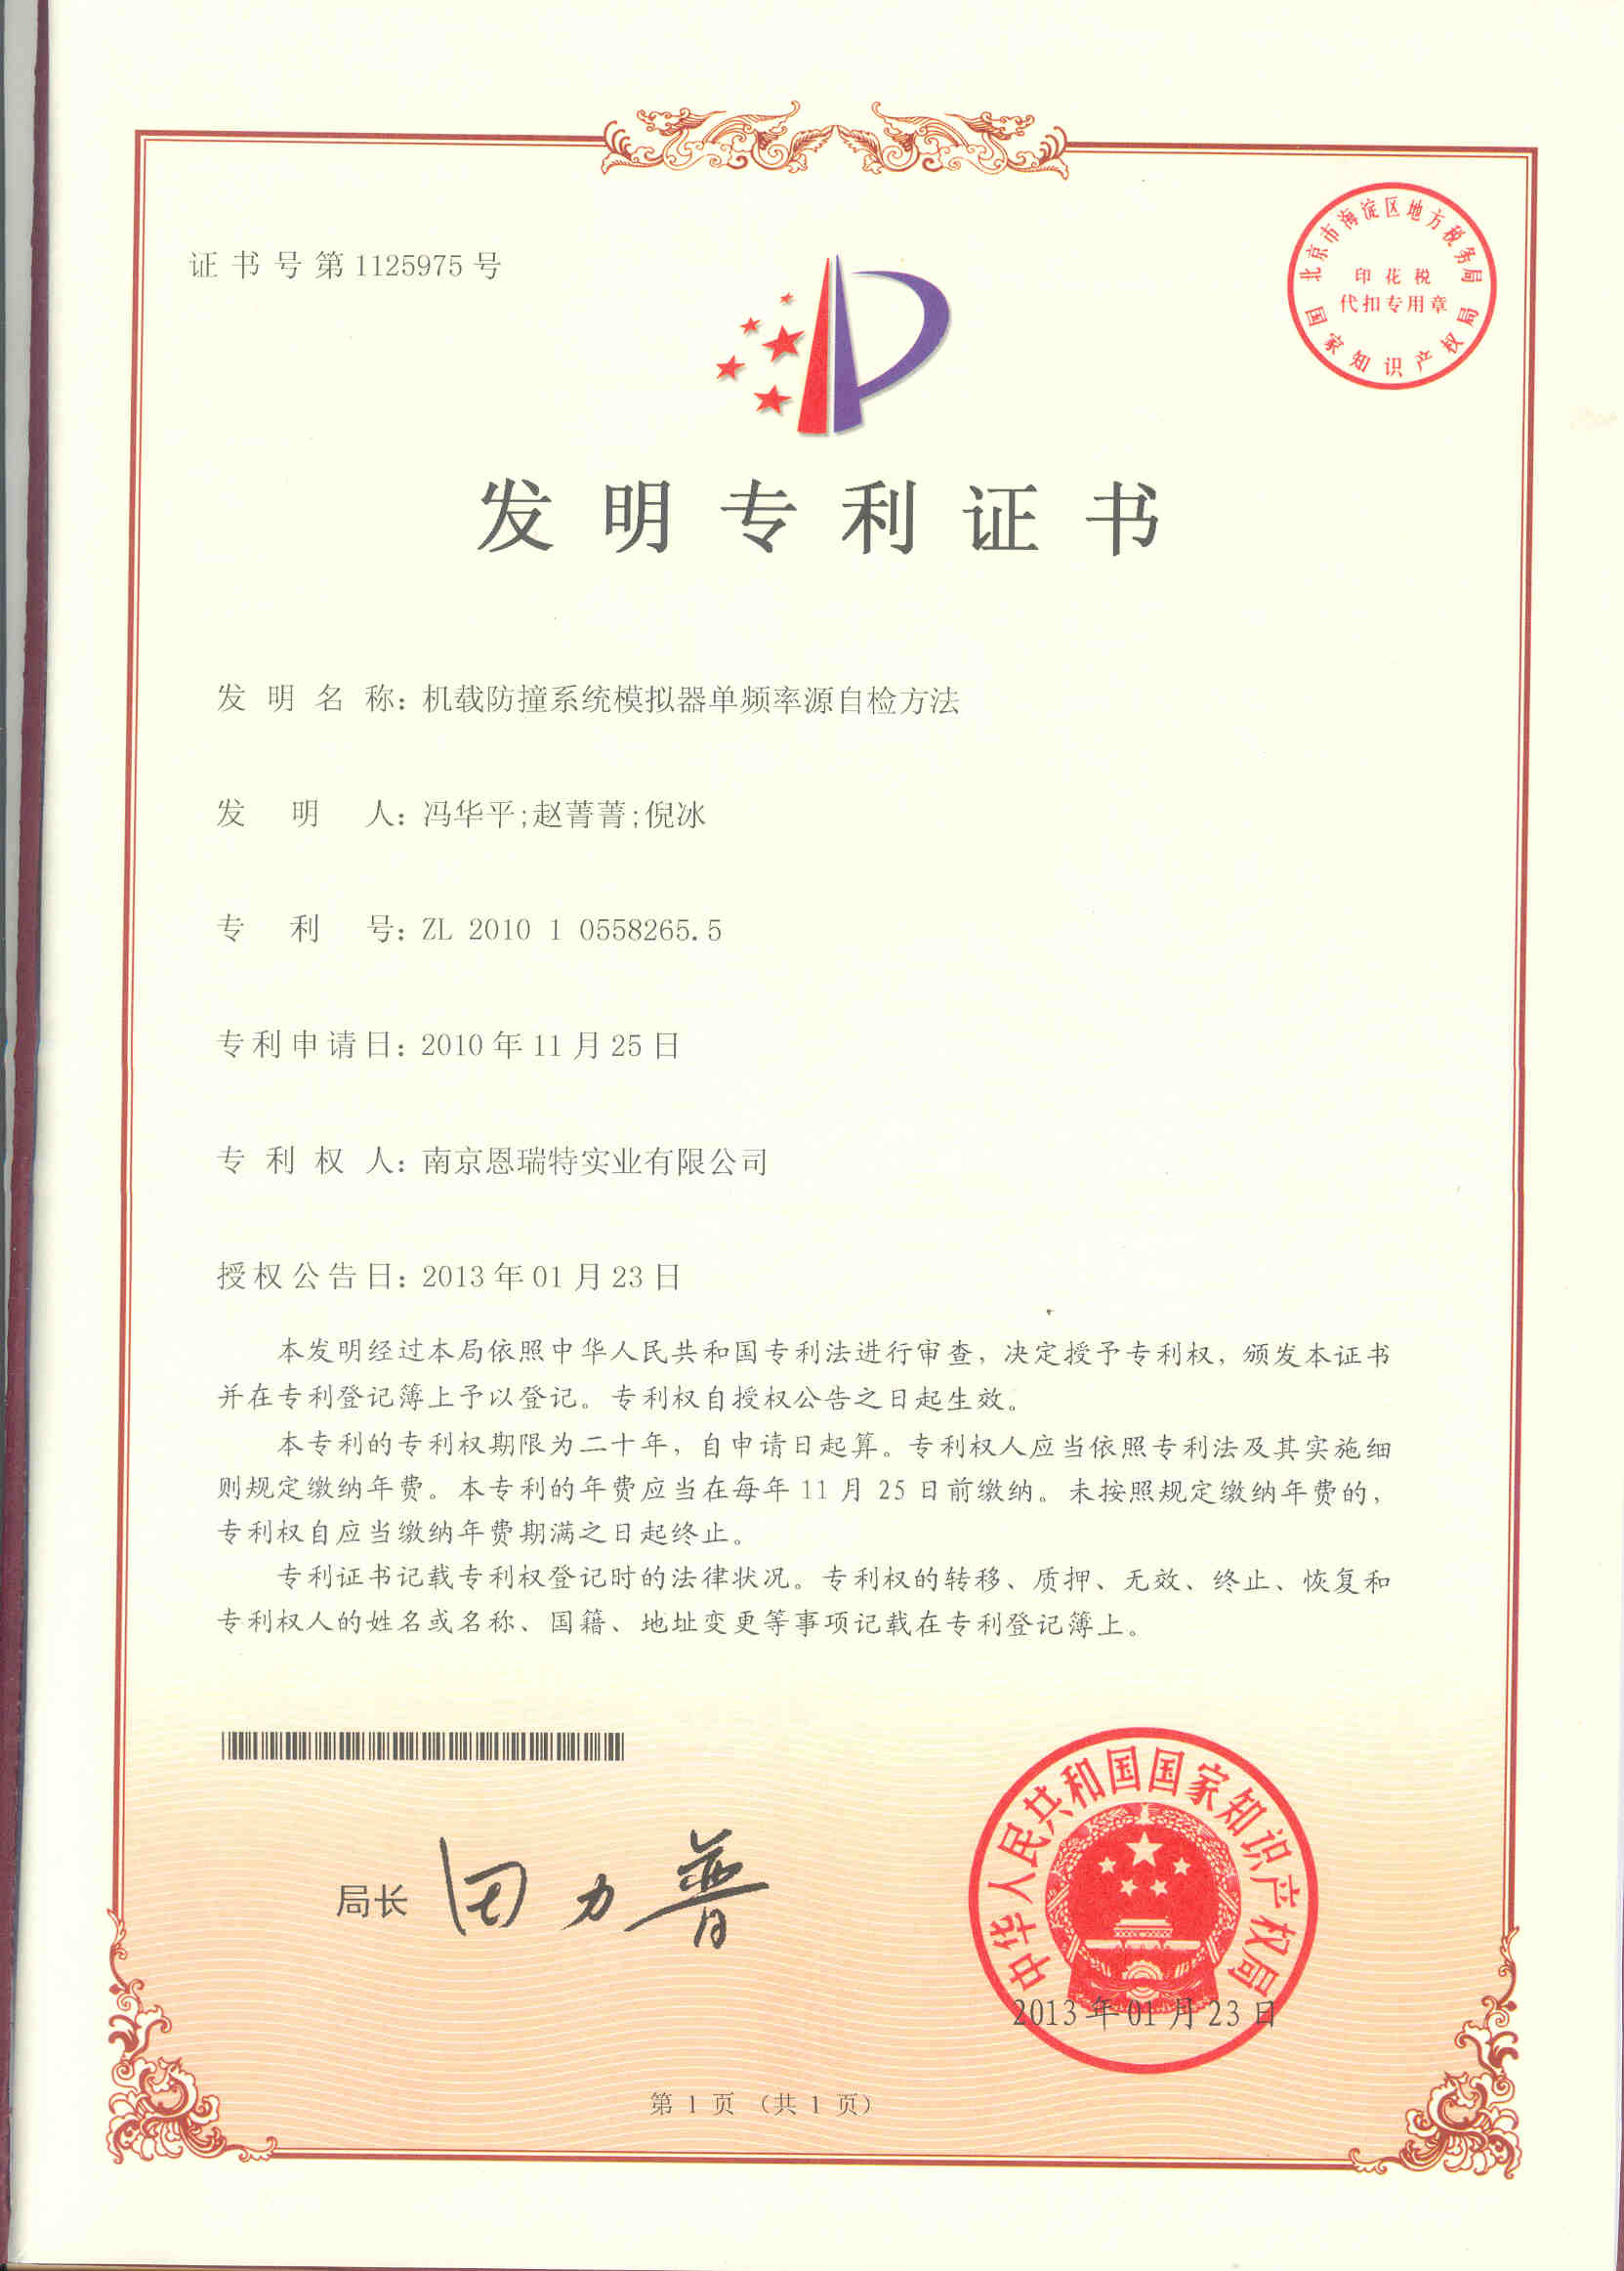 证书号第1125975号
北京市海淀区地方税务局
印花税
代扣专用章
国家知识产权局
发明专利证书
发明名称：机载防撞系统模拟器单频率源自检方法
发明人：冯华平;赵菁菁;倪冰
专利号：ZL 2010 1 0558265.5
专利申请日：2010年11月25日
专利权人：南京恩瑞特实业有限公司
授权公告日：2013年01月23日
本发明经过本局依照中华人民共和国专利法进行审查，决定授予专利权，颁发本证书
并在专利登记簿上予以登记。专利权自授权公告之日起生效。
本专利的专利权期限为二十年，自申请日起算。专利权人应当依照专利法及其实施细
则规定缴纳年费。本专利的年费应当在每年11月25日前缴纳。未按照规定缴纳年费的，
专利权自应当缴纳年费期满之日起终止。
专利证书记载专利权登记时的法律状况。专利权的转移、质押、无效、终止、恢复和
专利权人的姓名或名称、国籍、地址变更等事项记载在专利登记簿上。
局长 田力普
中华人民共和国国家知识产权局
2013年01月23日
第1页（共1页）